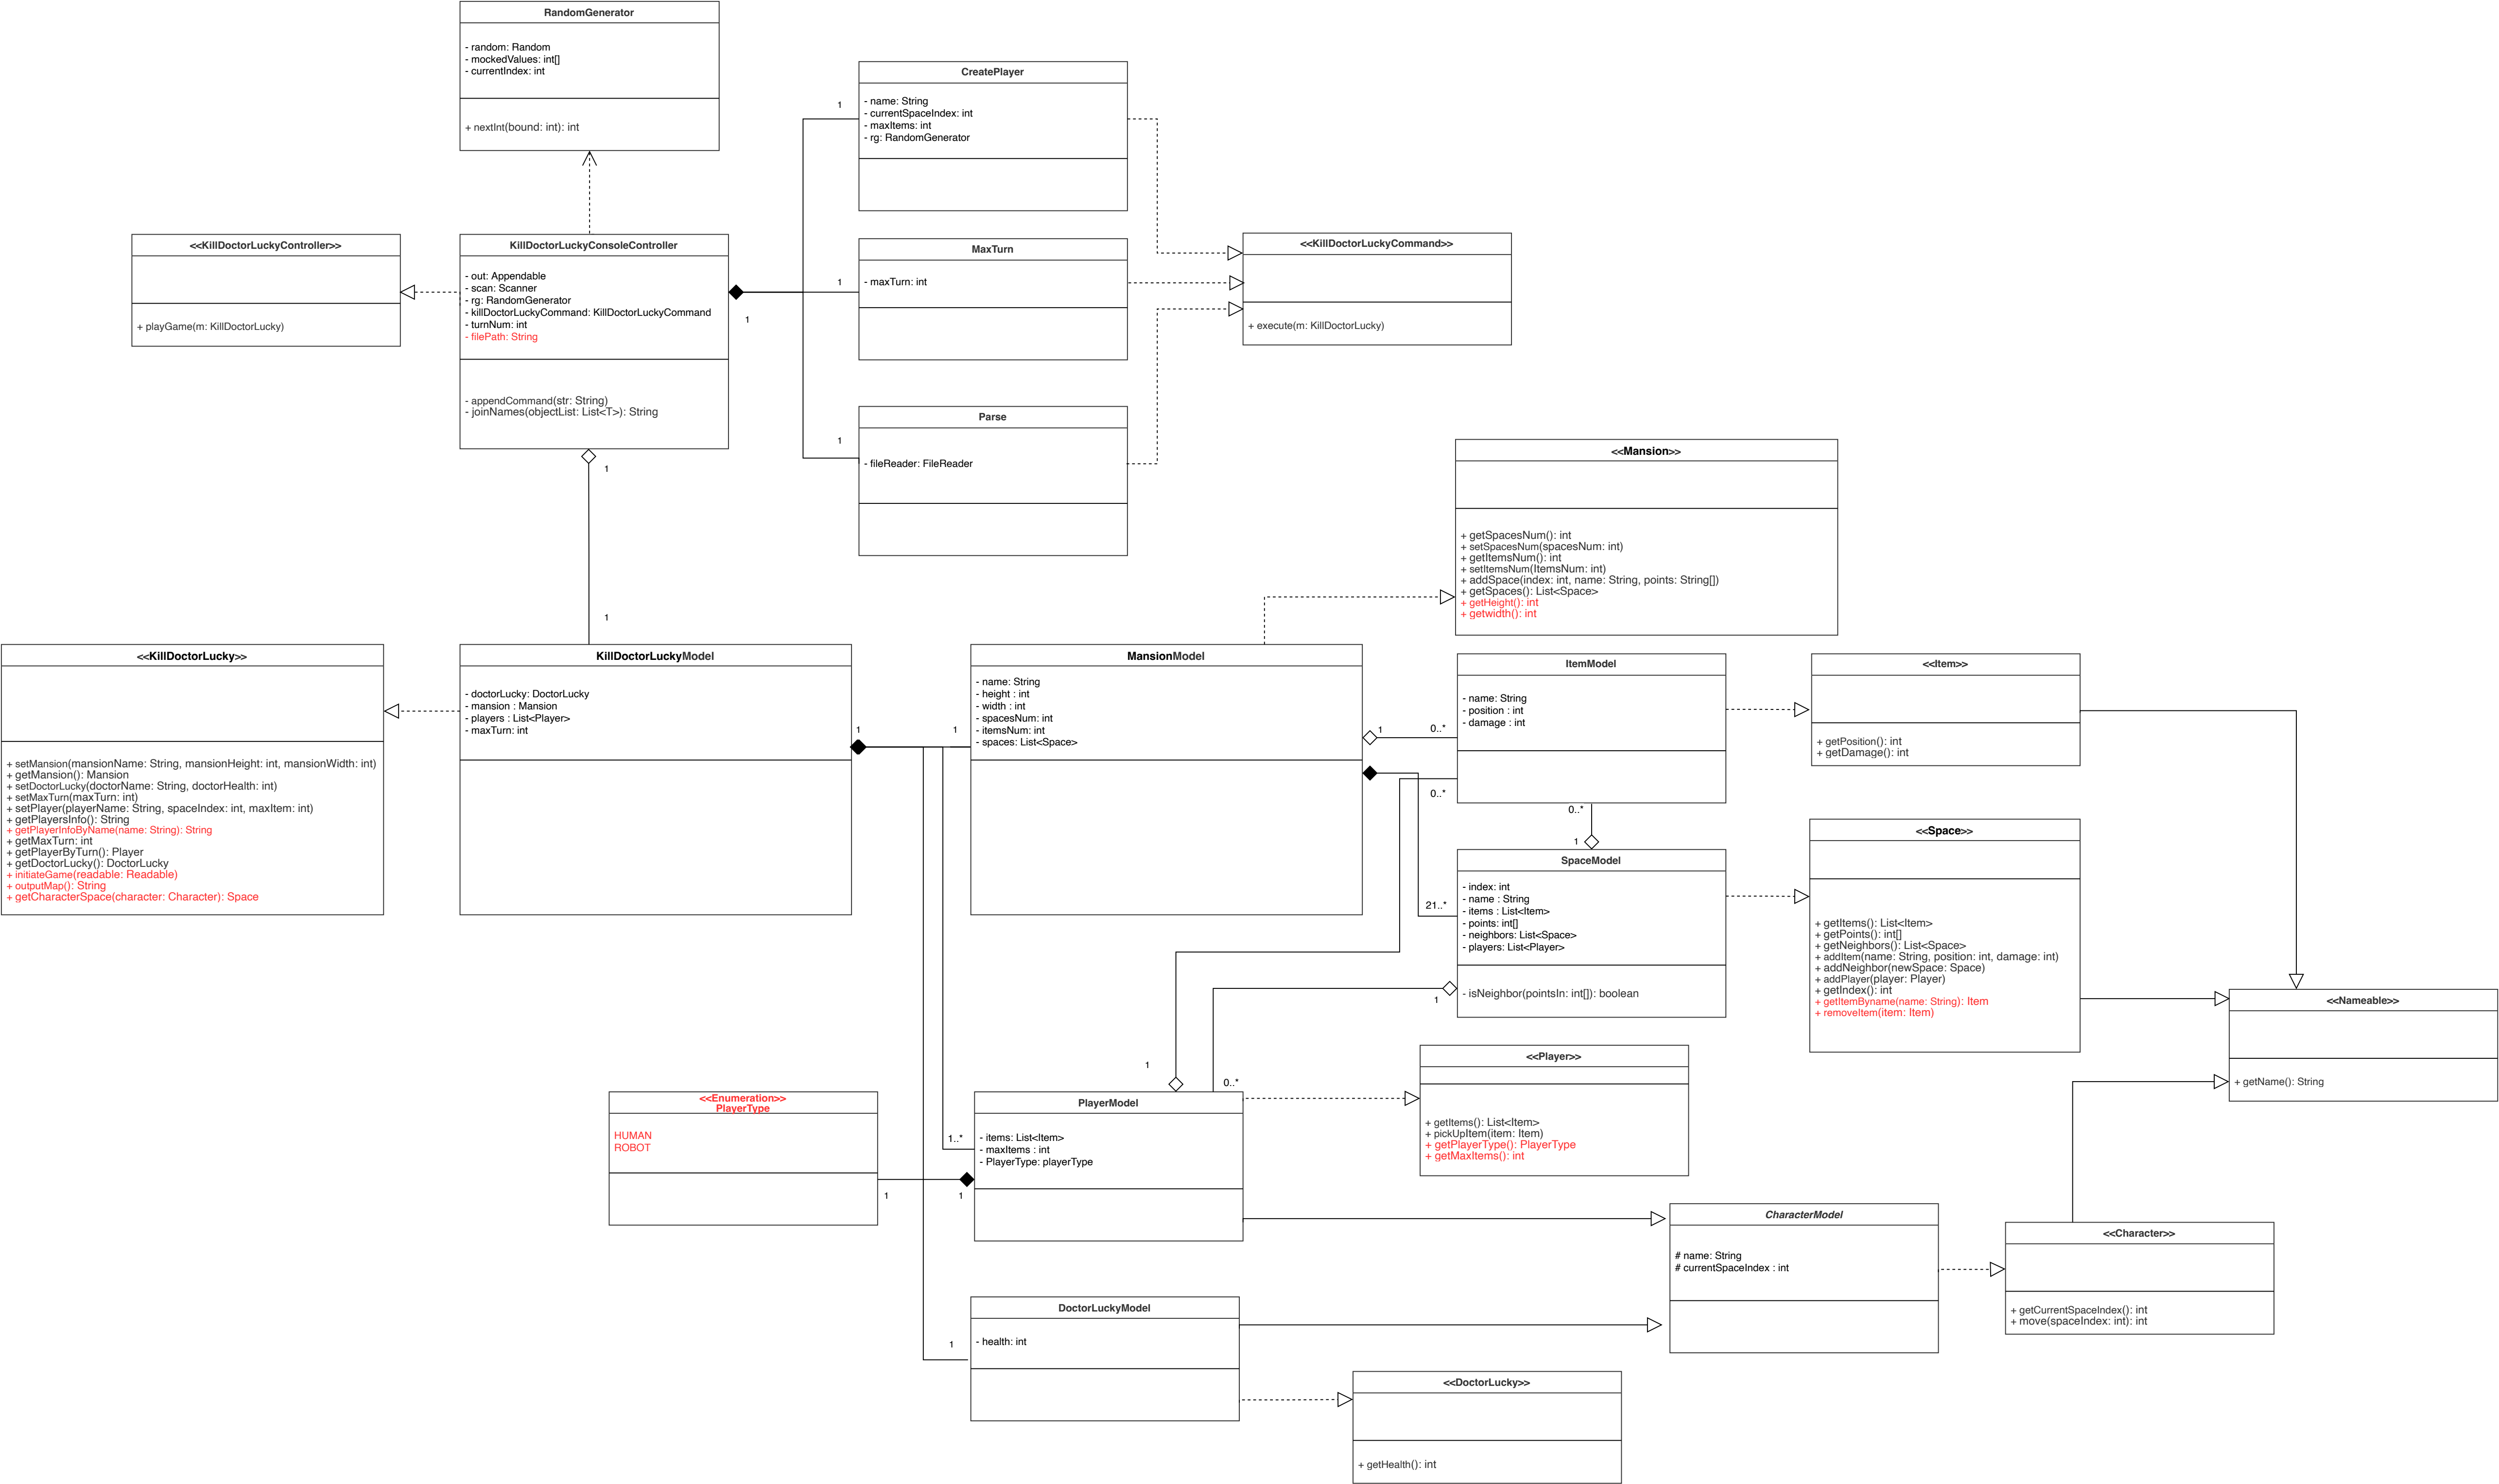 RandomGenerator
- random: Random
- mockedValues: int[]
- currentIndex: int
+ nextInt(bound: int): int
CreatePlayer
- name: String
- currentSpaceIndex: int
- maxItems: int
- rg: RandomGenerator
1
<<KillDoctorLuckyController>>
+ playGame(m: KillDoctorLucky)
KillDoctorLuckyConsoleController
- out: Appendable
- scan: Scanner
- rg: RandomGenerator
- killDoctorLuckyCommand: KillDoctorLuckyCommand
- turnNum: int
- filePath: String
- appendCommand(str: String)
- joinNames(objectList: List<T>): String
1
1
MaxTurn
- maxTurn: int
<<KillDoctorLuckyCommand>>
+ execute(m: KillDoctorLucky)
1
Parse
- fileReader: FileReader
1
1
<<Mansion>>
+ getSpacesNum(): int
+ setSpacesNum(spacesNum: int)
+ getItemsNum(): int
+ setItemsNum(ItemsNum: int)
+ addSpace(index: int, name: String, points: String[])
+ getSpaces(): List<Space>
+ getHeight(): int
+ getwidth(): int
<<KillDoctorLucky>>
+ setMansion(mansionName: String, mansionHeight: int, mansionWidth: int)
+ getMansion(): Mansion
+ setDoctorLucky(doctorName: String, doctorHealth: int)
+ setMaxTurn(maxTurn: int)
+ setPlayer(playerName: String, spaceIndex: int, maxItem: int)
+ getPlayersInfo(): String
+ getPlayerInfoByName(name: String): String
+ getMaxTurn: int
+ getPlayerByTurn(): Player
+ getDoctorLucky(): DoctorLucky
+ initiateGame(readable: Readable)
+ outputMap(): String
+ getCharacterSpace(character: Character): Space
KillDoctorLuckyModel
- doctorLucky: DoctorLucky
- mansion : Mansion
- players : List<Player>
- maxTurn: int
1
1
MansionModel
- name: String
- height : int
- width : int
- spacesNum: int
- itemsNum: int
- spaces: List<Space>
1
0..*
0..*
21..*
ItemModel
- name: String
- position : int
- damage : int
0..*
1
<<Item>>
+ getPosition(): int
+ getDamage(): int
SpaceModel
- index: int
- name : String
- items : List<Item>
- points: int[]
- neighbors: List<Space>
- players: List<Player>
- isNeighbor(pointsIn: int[]): boolean
1
<<Space>>
+ getItems(): List<Item>
+ getPoints(): int[]
+ getNeighbors(): List<Space>
+ addItem(name: String, position: int, damage: int)
+ addNeighbor(newSpace: Space)
+ addPlayer(player: Player)
+ getIndex(): int
+ getItemByname(name: String): Item
+ removeItem(item: Item)
<<Nameable>>
+ getName(): String
<<Enumeration>>
PlayerType
HUMAN
ROBOT
1
1
1..*
1
0..*
PlayerModel
- items: List<Item>
- maxItems : int
- PlayerType: playerType
<<Player>>
+ getItems(): List<Item>
+ pickUpItem(item: Item)
+ getPlayerType(): PlayerType
+ getMaxItems(): int
CharacterModel
# name: String
# currentSpaceIndex : int
<<Character>>
+ getCurrentSpaceIndex(): int
+ move(spaceIndex: int): int
1
DoctorLuckyModel
- health: int
<<DoctorLucky>>
+ getHealth(): int